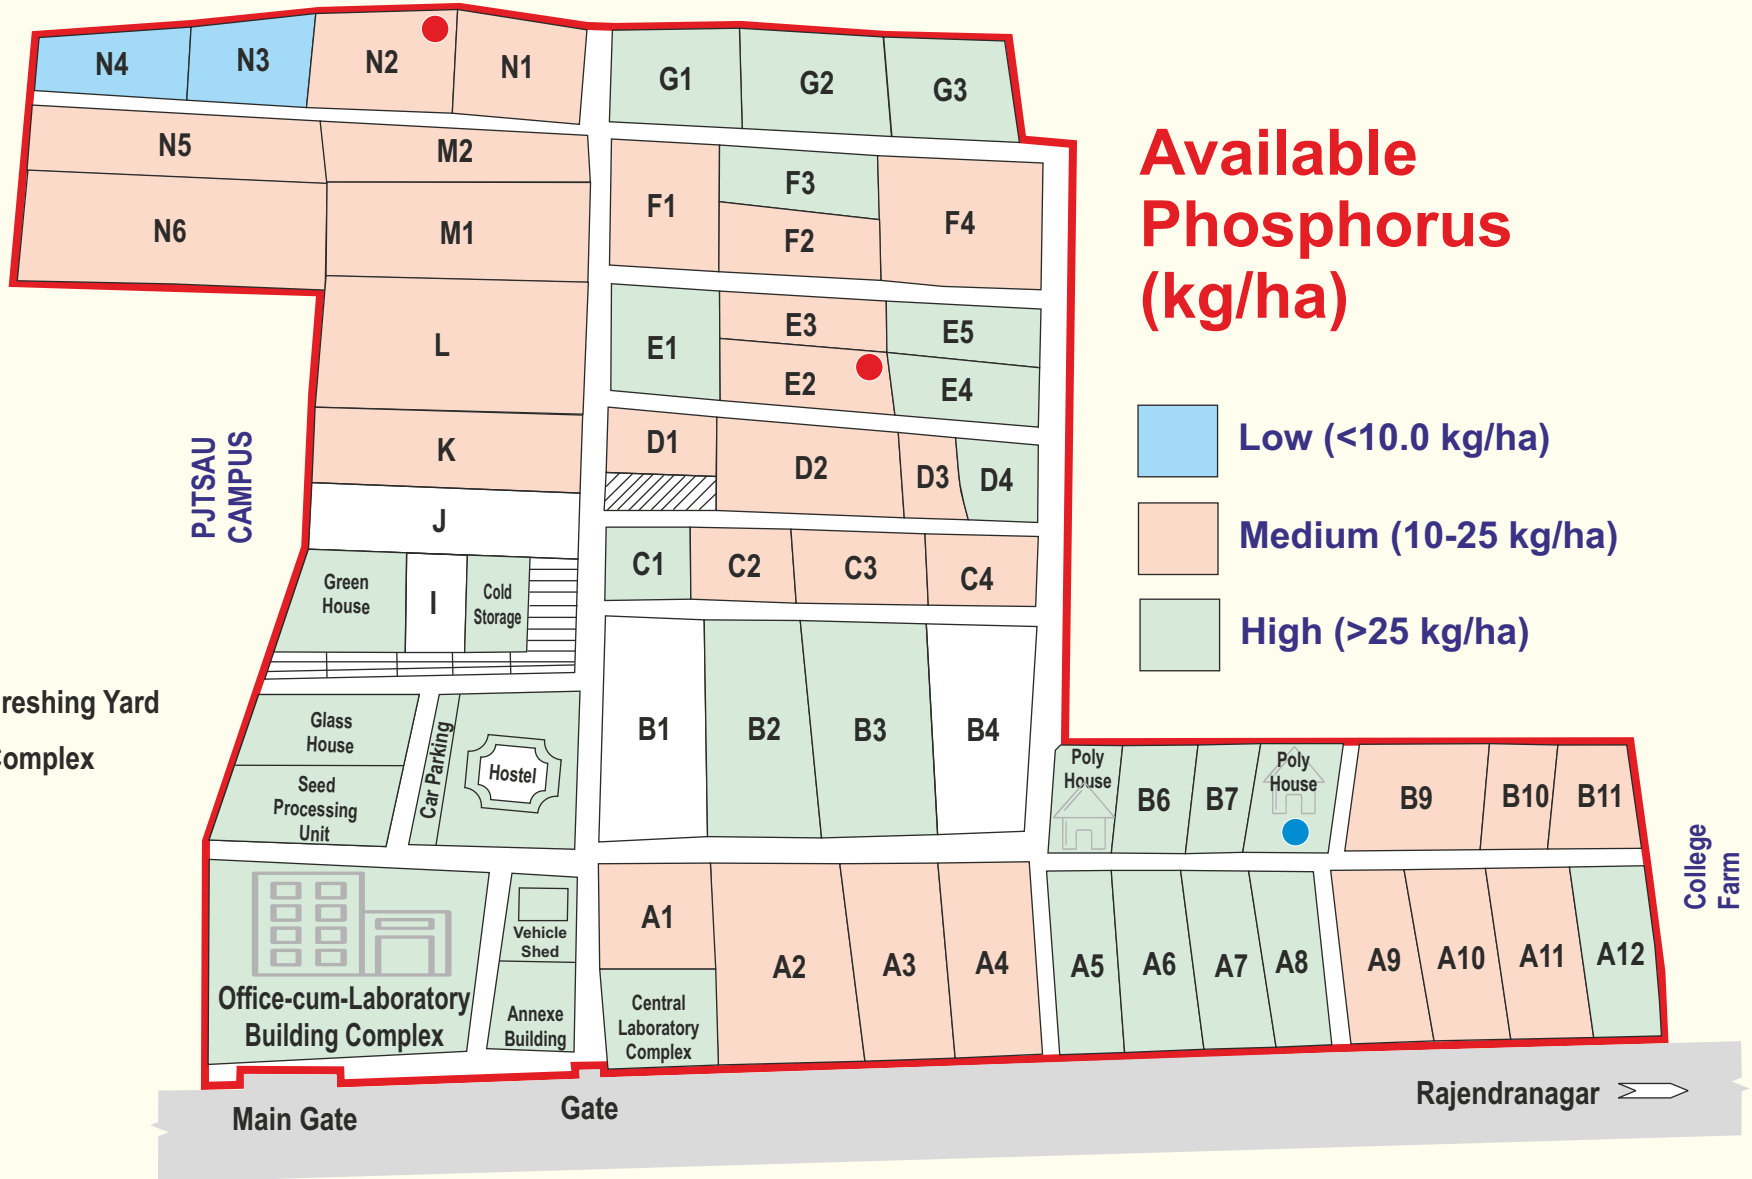 Available
Phosphorus
(kg/ha)
Low (<10.0 kg/ha)
Medium (10-25 kg/ha)
High (>25 kg/ha)
N4
N3
N2
N1
G1
G2
G3
N5
M2
N6
M1
F1
F3
F2
F4
L
E1
E3
E2
E5
E4
K
D1
D2
D3
D4
PJTSAU
CAMPUS
J
C1
C2
C3
C4
Green
House
I
Cold
Storage
reshing Yard
Complex
Glass
House
Seed
Processing
Unit
Car Parking
Hostel
B1
B2
B3
B4
Poly
House
B6
B7
Poly
House
B9
B10
B11
College
Farm
Office-cum-Laboratory
Building Complex
Vehicle
Shed
Annexe
Building
A1
Central
Laboratory
Complex
A2
A3
A4
A5
A6
A7
A8
A9
A10
A11
A12
Main Gate
Gate
Rajendranagar